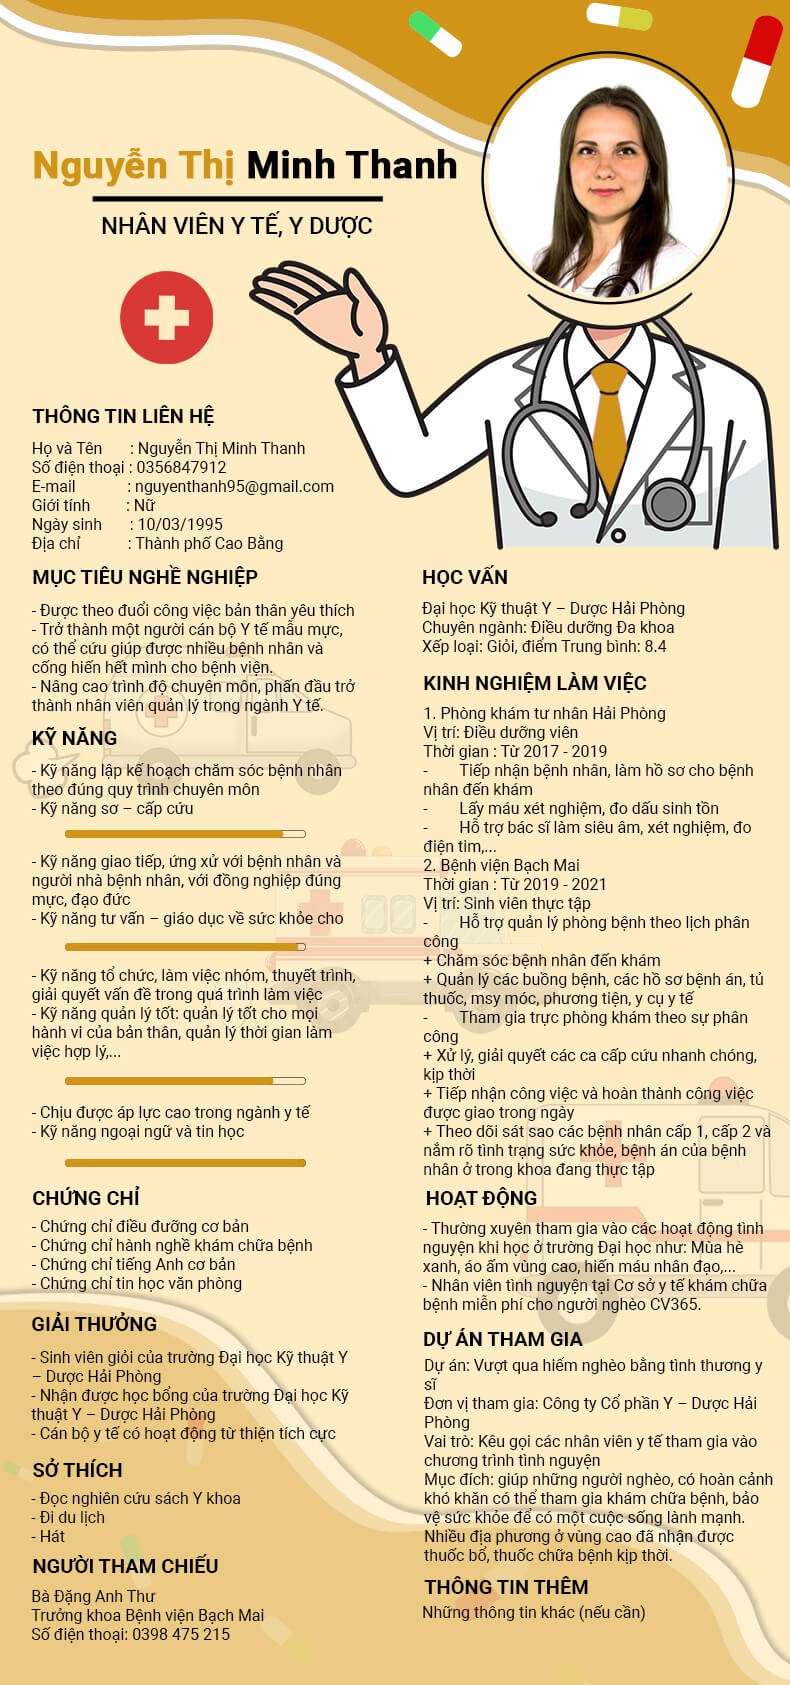 Nguyễn Thị Minh Thanh
NHÂN VIÊN Y TẾ, Y DƯỢC
THÔNG TIN LIÊN HỆ
Họ và Tên : Nguyễn Thị Minh Thanh
Số điện thoại : 0356847912
E-mail : nguyenthanh95@gmail.com
Giới tính : Nữ
Ngày sinh : 10/03/1995
Địa chỉ : Thành phố Cao Bằng
MỤC TIÊU NGHỀ NGHIỆP
- Được theo đuổi công việc bản thân yêu thích
- Trở thành một người cán bộ Y tế mẫu mực,
có thể cứu giúp được nhiều bệnh nhân và
cống hiến hết mình cho bệnh viện.
- Nâng cao trình độ chuyên môn, phấn đầu trở
thành nhân viên quản lý trong ngành Y tế.
KỸ NĂNG
- Kỹ năng lập kế hoạch chăm sóc bệnh nhân
theo đúng quy trình chuyên môn
- Kỹ năng sơ – cấp cứu
- Kỹ năng giao tiếp, ứng xử với bệnh nhân và
người nhà bệnh nhân, với đồng nghiệp đúng
mực, đạo đức
- Kỹ năng tư vấn – giáo dục về sức khỏe cho
- Kỹ năng tổ chức, làm việc nhóm, thuyết trình,
giải quyết vấn đề trong quá trình làm việc
- Kỹ năng quản lý tốt: quản lý tốt cho mọi
hành vi của bản thân, quản lý thời gian làm
việc hợp lý,...
- Chịu được áp lực cao trong ngành y tế
- Kỹ năng ngoại ngữ và tin học
CHỨNG CHỈ
- Chứng chỉ điều đưỡng cơ bản
- Chứng chỉ hành nghề khám chữa bệnh
- Chứng chỉ tiếng Anh cơ bản
- Chứng chỉ tin học văn phòng
GIẢI THƯỞNG
- Sinh viên giỏi của trường Đại học Kỹ thuật Y
– Dược Hải Phòng
- Nhận được học bổng của trường Đại học Kỹ
thuật Y – Dược Hải Phòng
- Cán bộ y tế có hoạt động từ thiện tích cực
SỞ THÍCH
- Đọc nghiên cứu sách Y khoa
- Đi du lịch
- Hát
NGƯỜI THAM CHIẾU
Bà Đặng Anh Thư
Trưởng khoa Bệnh viện Bạch Mai
Số điện thoại: 0398 475 215
HỌC VẤN
Đại học Kỹ thuật Y – Dược Hải Phòng
Chuyên ngành: Điều dưỡng Đa khoa
Xếp loại: Giỏi, điểm Trung bình: 8.4
KINH NGHIỆM LÀM VIỆC
1. Phòng khám tư nhân Hải Phòng
Vị trí: Điều dưỡng viên
Thời gian : Từ 2017 - 2019
- Tiếp nhận bệnh nhân, làm hồ sơ cho bệnh
nhân đến khám
- Lấy máu xét nghiệm, đo dấu sinh tồn
- Hỗ trợ bác sĩ làm siêu âm, xét nghiệm, đo
điện tim,...
2. Bệnh viện Bạch Mai
Thời gian : Từ 2019 - 2021
Vị trí: Sinh viên thực tập
- Hỗ trợ quản lý phòng bệnh theo lịch phân
công
+ Chăm sóc bệnh nhân đến khám
+ Quản lý các buồng bệnh, các hồ sơ bệnh án, tủ
thuốc, msy móc, phương tiện, y cụ y tế
- Tham gia trực phòng khám theo sự phân
công
+ Xử lý, giải quyết các ca cấp cứu nhanh chóng,
kịp thời
+ Tiếp nhận công việc và hoàn thành công việc
được giao trong ngày
+ Theo dõi sát sao các bệnh nhân cấp 1, cấp 2 và
nắm rõ tình trạng sức khỏe, bệnh án của bệnh
nhân ở trong khoa đang thực tập
HOẠT ĐỘNG
- Thường xuyên tham gia vào các hoạt động tình
nguyện khi học ở trường Đại học như: Mùa hè
xanh, áo ấm vùng cao, hiến máu nhân đạo,...
- Nhân viên tình nguyện tại Cơ sở y tế khám chữa
bệnh miễn phí cho người nghèo CV365.
DỰ ÁN THAM GIA
Dự án: Vượt qua hiểm nghèo bằng tình thương y
sĩ
Đơn vị tham gia: Công ty Cổ phần Y – Dược Hải
Phòng
Vai trò: Kêu gọi các nhân viên y tế tham gia vào
chương trình tình nguyện
Mục đích: giúp những người nghèo, có hoàn cảnh
khó khăn có thể tham gia khám chữa bệnh, bảo
vệ sức khỏe để có một cuộc sống lành mạnh.
Nhiều địa phương ở vùng cao đã nhận được
thuốc bổ, thuốc chữa bệnh kịp thời.
THÔNG TIN THÊM
Những thông tin khác (nếu cần)